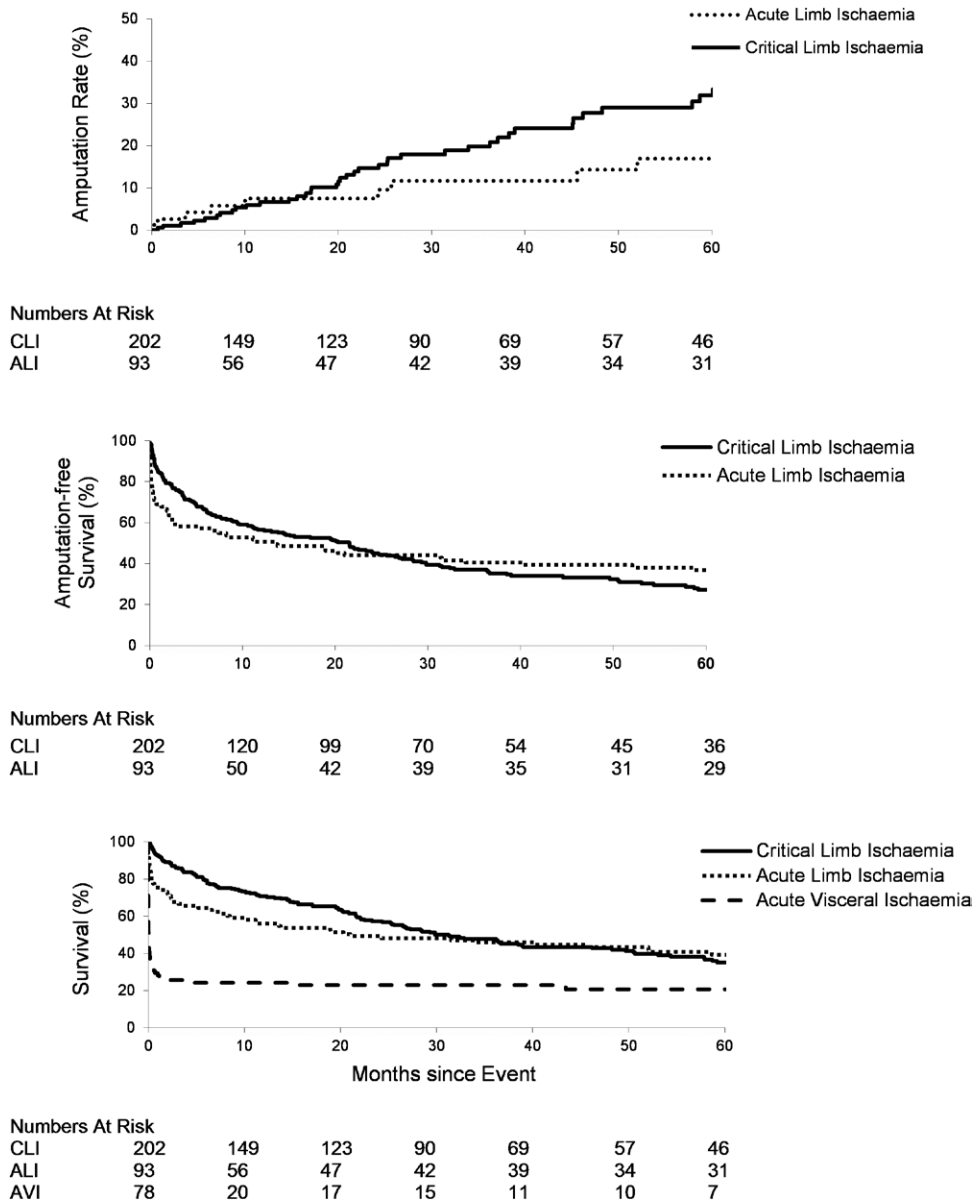 50
40
30
20
10
0
Amputation Rate (%)
Acute Limb Ischaemia
Critical Limb Ischaemia
0 10 20 30 40 50 60
Numbers At Risk
CLI 202 149 123 90 69 57 46
ALI 93 56 47 42 39 34 31
100
80
60
40
20
0
Amputation-free
Survival (%)
Critical Limb Ischaemia
Acute Limb Ischaemia
0 10 20 30 40 50 60
Numbers At Risk
CLI 202 120 99 70 54 45 36
ALI 93 50 42 39 35 31 29
100
80
60
40
20
0
Survival (%)
Critical Limb Ischaemia
Acute Limb Ischaemia
Acute Visceral Ischaemia
0 10 20 30 40 50 60
Months since Event
Numbers At Risk
CLI 202 149 123 90 69 57 46
ALI 93 56 47 42 39 34 31
AVI 78 20 17 15 11 10 7